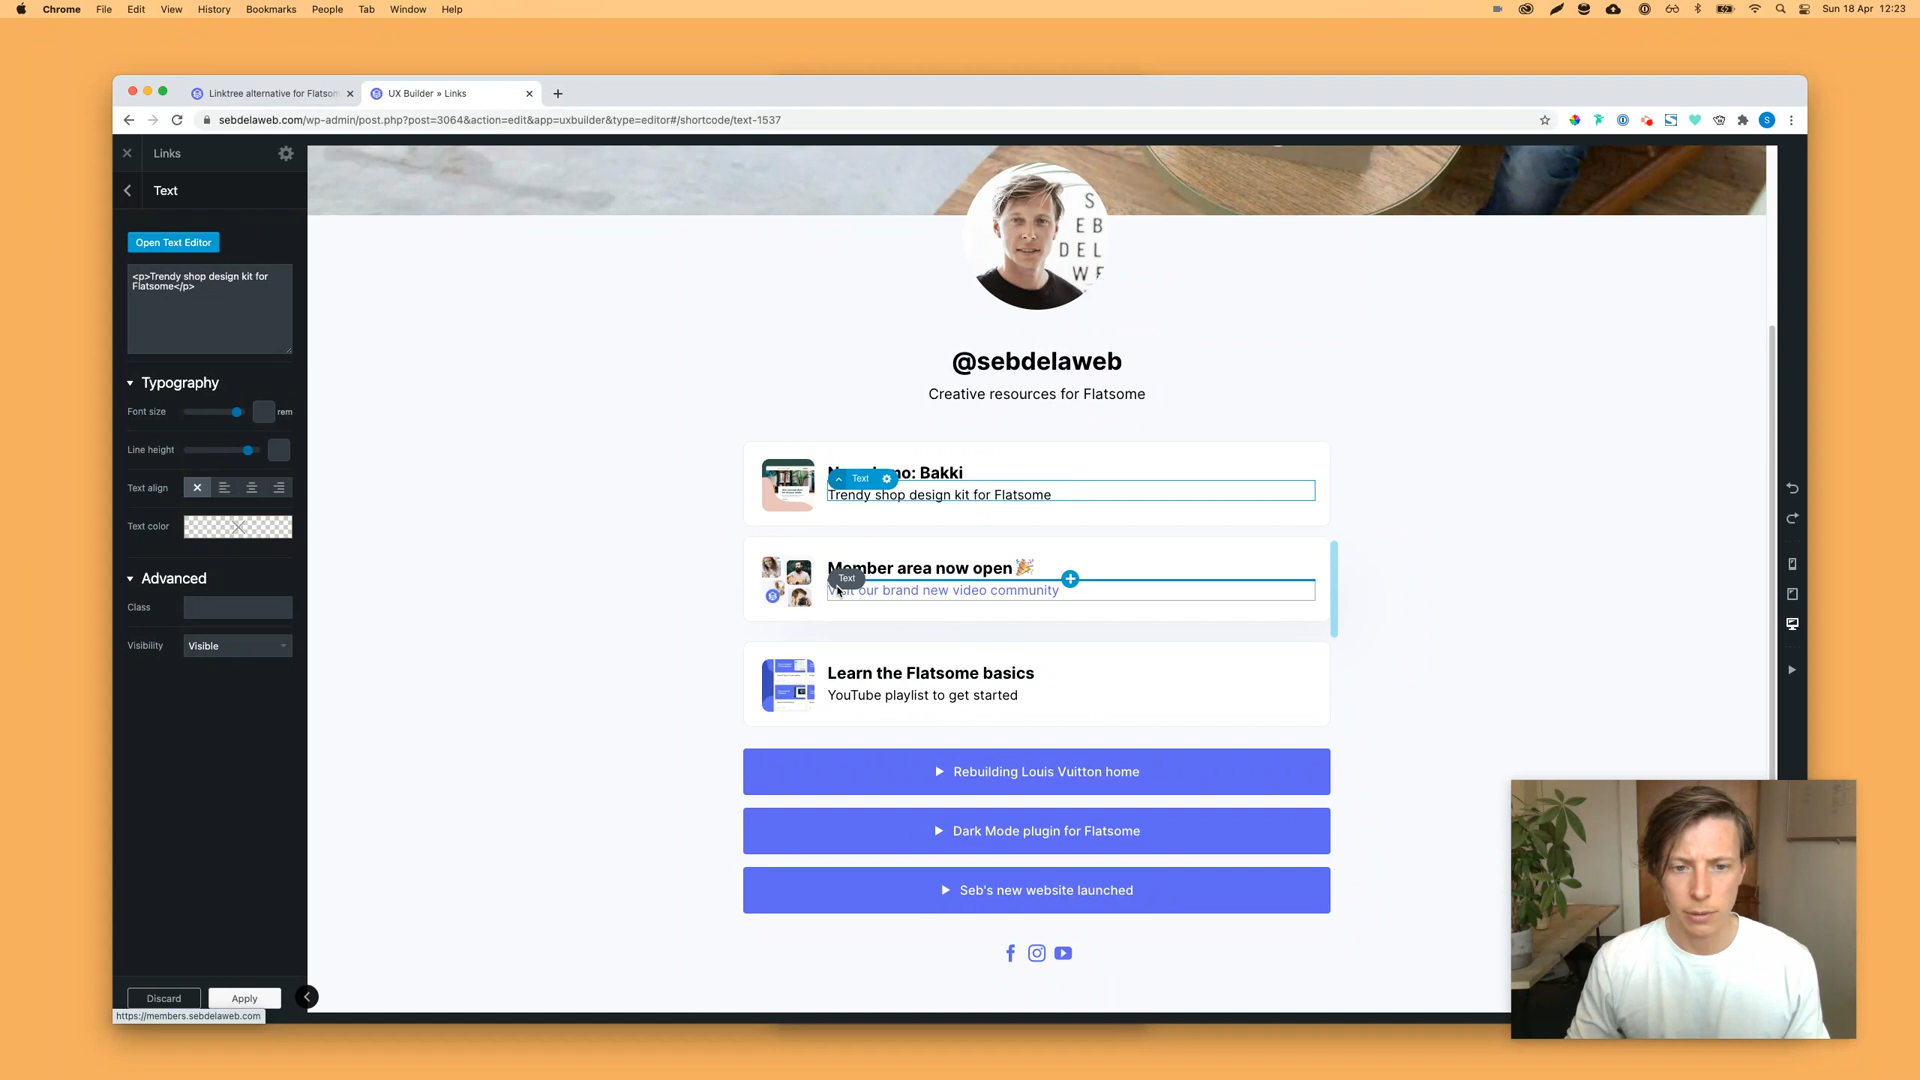 Chrome File Edit View History Bookmarks People Tab Window Help
Sun 18 Apr 12:23
Linktree alternative for Flatsom
UX Builder » Links
sebdelaweb.com/wp-admin/post.php?post=3064&action=edit&app=uxbuilder&type=editor#/shortcode/text-1537
S
Links
Text
Open Text Editor
<p>Trendy shop design kit for
Flatsome</p>
Typography
Font size
rem
Line height
Text align
Text color
Advanced
Class
Visibility
Visible
Discard
Apply
https://members.sebdelaweb.com
S
EB
DEL
WE
@sebdelaweb
Creative resources for Flatsome
Bakki
Text
Trendy shop design kit for Flatsome
Member area now open 🎉
Text
Visit our brand new video community
Learn the Flatsome basics
YouTube playlist to get started
Rebuilding Louis Vuitton home
Dark Mode plugin for Flatsome
Seb's new website launched